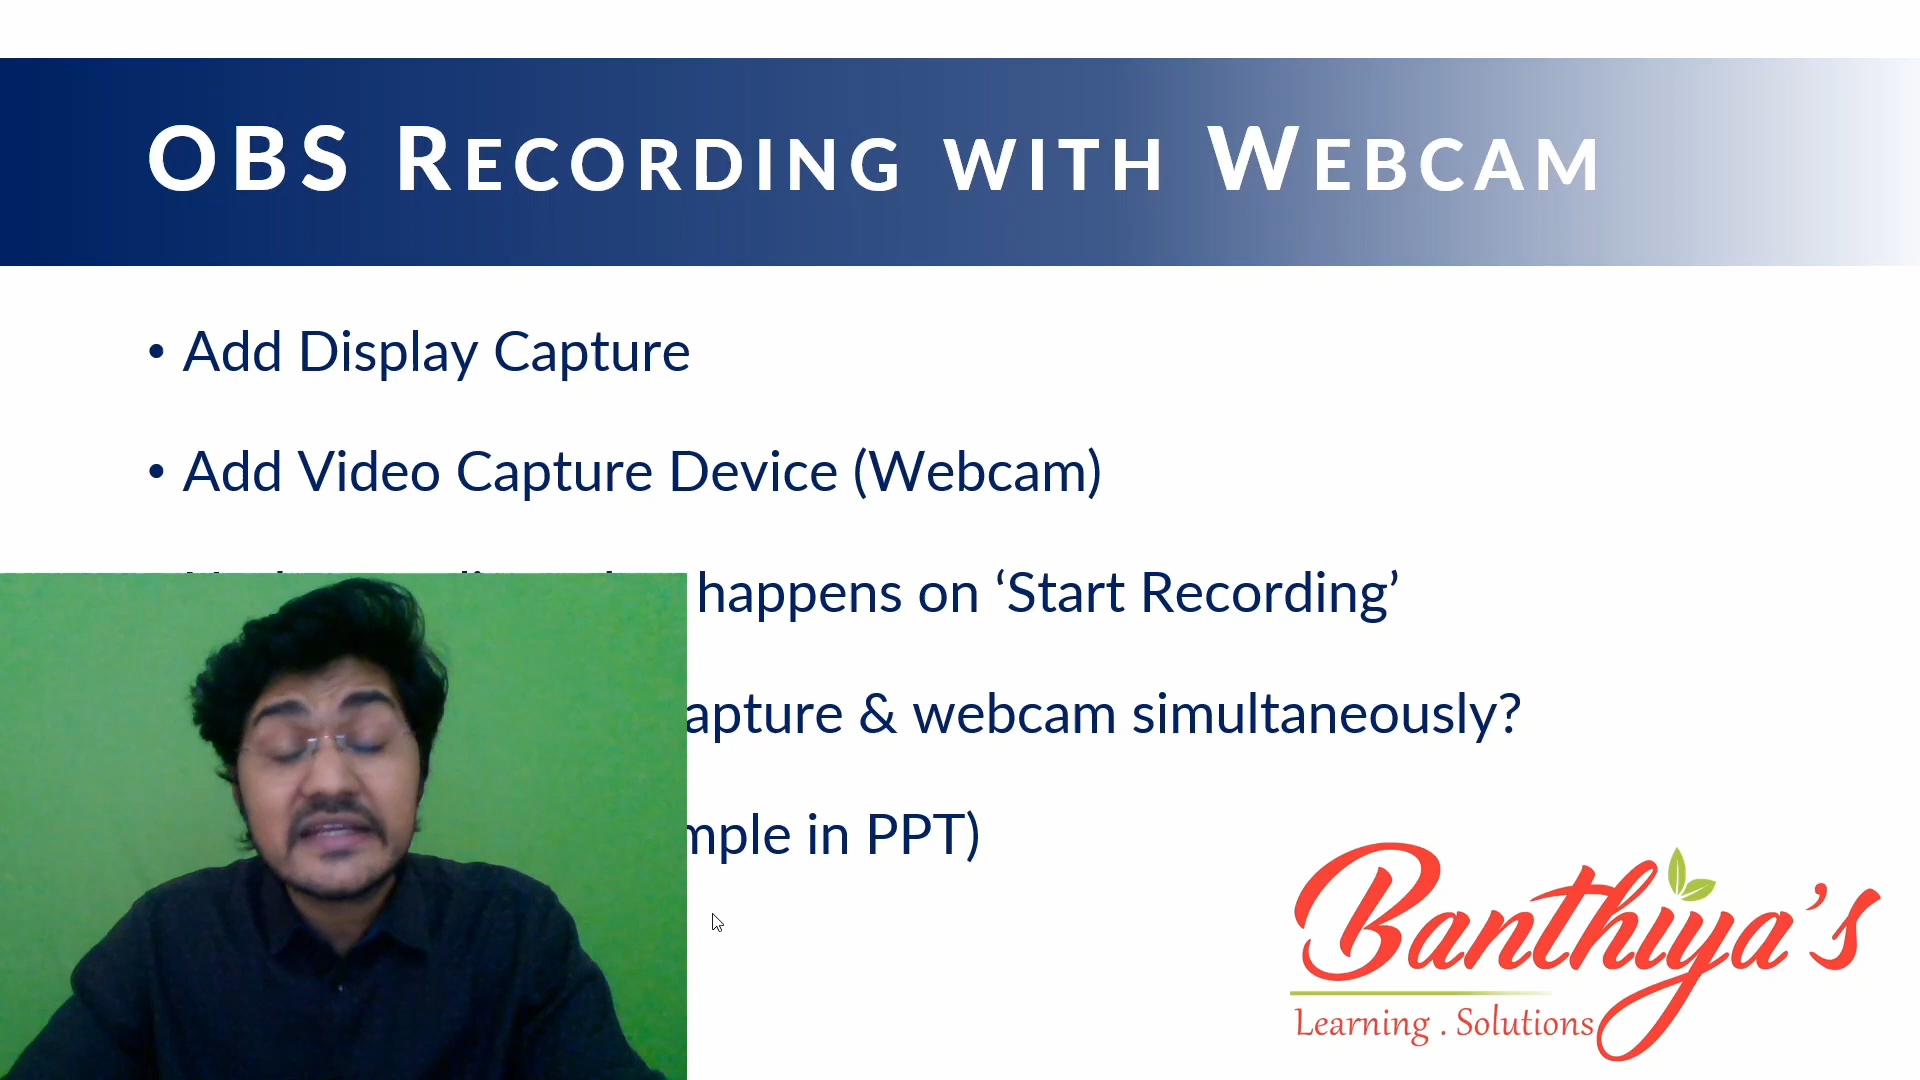 OBS Recording with Webcam
• Add Display Capture
• Add Video Capture Device (Webcam)
happens on ‘Start Recording’
apture & webcam simultaneously?
mple in PPT)
Banthiya’s
Learning . Solutions